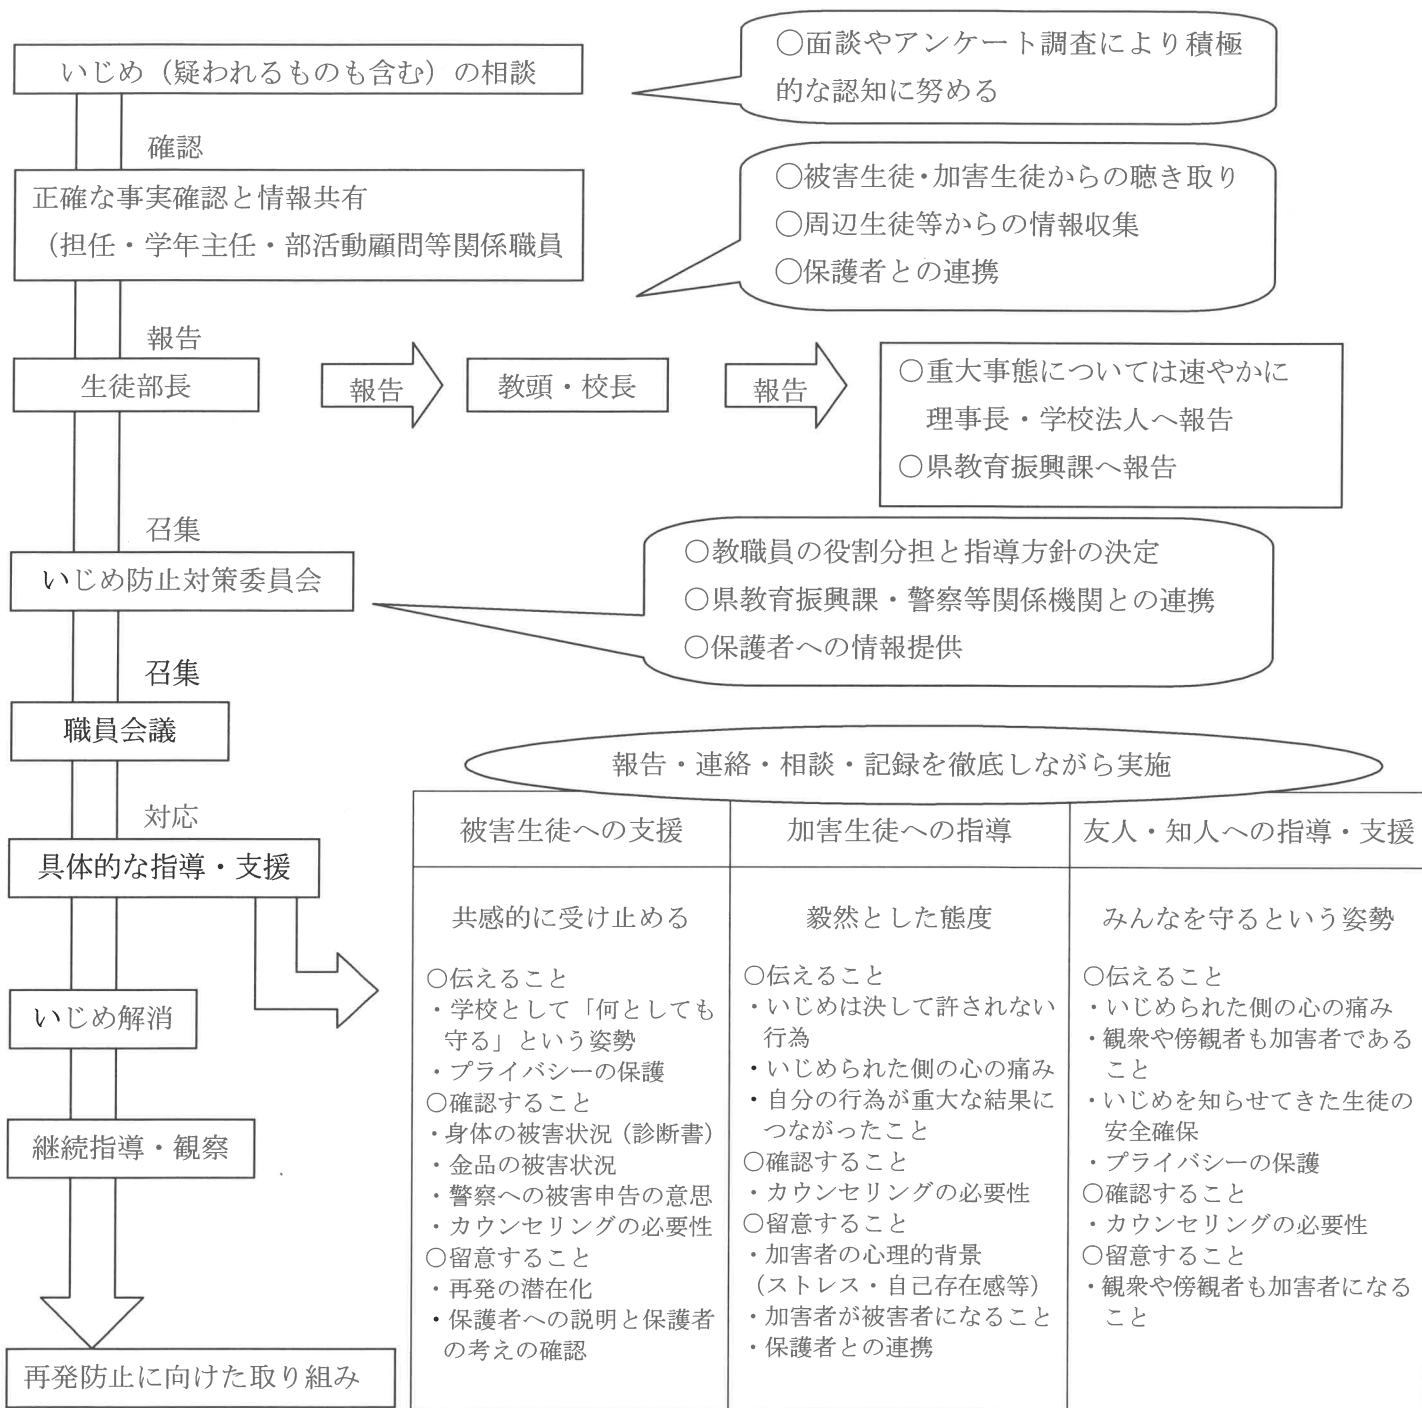 いじめ（疑われるものも含む）の相談
○面談やアンケート調査により積極
的な認知に努める
確認
正確な事実確認と情報共有
（担任・学年主任・部活動顧問等関係職員
○被害生徒・加害生徒からの聴き取り
○周辺生徒等からの情報収集
○保護者との連携
報告
生徒部長
報告
教頭・校長
報告
○重大事態については速やかに
理事長・学校法人へ報告
○県教育振興課へ報告
召集
いじめ防止対策委員会
○教職員の役割分担と指導方針の決定
○県教育振興課・警察等関係機関との連携
○保護者への情報提供
召集
職員会議
対応
具体的な指導・支援
いじめ解消
継続指導・観察
再発防止に向けた取り組み
報告・連絡・相談・記録を徹底しながら実施
被害生徒への支援
共感的に受け止める
○伝えること
・学校として「何としても
守る」という姿勢
・プライバシーの保護
○確認すること
・身体の被害状況（診断書）
・金品の被害状況
・警察への被害申告の意思
・カウンセリングの必要性
○留意すること
・再発の潜在化
・保護者への説明と保護者
の考えの確認
加害生徒への指導
毅然とした態度
○伝えること
・いじめは決して許されない
行為
・いじめられた側の心の痛み
・自分の行為が重大な結果に
つながったこと
○確認すること
・カウンセリングの必要性
○留意すること
・加害者の心理的背景
（ストレス・自己存在感等）
・加害者が被害者になること
・保護者との連携
友人・知人への指導・支援
みんなを守るという姿勢
○伝えること
・いじめられた側の心の痛み
・観衆や傍観者も加害者である
こと
・いじめを知らせてきた生徒の
安全確保
・プライバシーの保護
○確認すること
・カウンセリングの必要性
○留意すること
・観衆や傍観者も加害者になる
こと